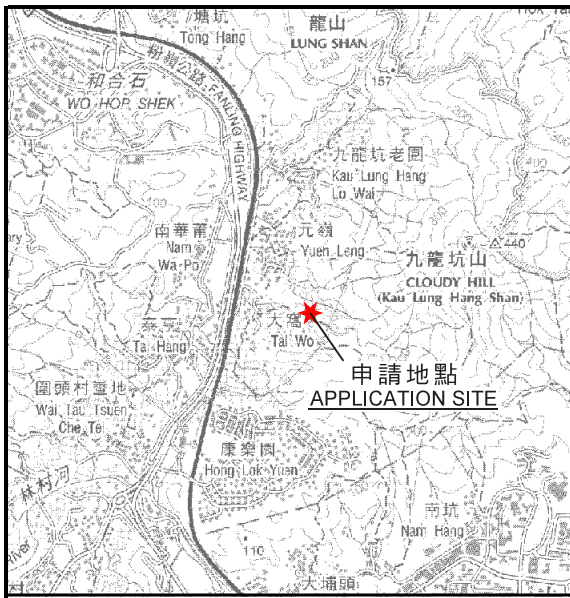 塘坑
Tong Hang
龍山
LUNG SHAN
和合石
WO HOP SHEK
粉嶺公路 FANLING HIGHWAY
157
九龍坑老圍
Kau Lung Hang
Lo Wai
南華莆
Nam
Wa Po
元嶺
Yuen Leng
440
九龍坑山
CLOUDY HILL
(Kau Lung Hang Shan)
泰亨
Tai Hang
大窩
Tai Wo
申請地點
APPLICATION SITE
圍頭村墓地
Wai Tau Tsuen
康樂園
Hong Lok Yuen
林村河
River
南坑
Nam Hang
110
大埔頭
村